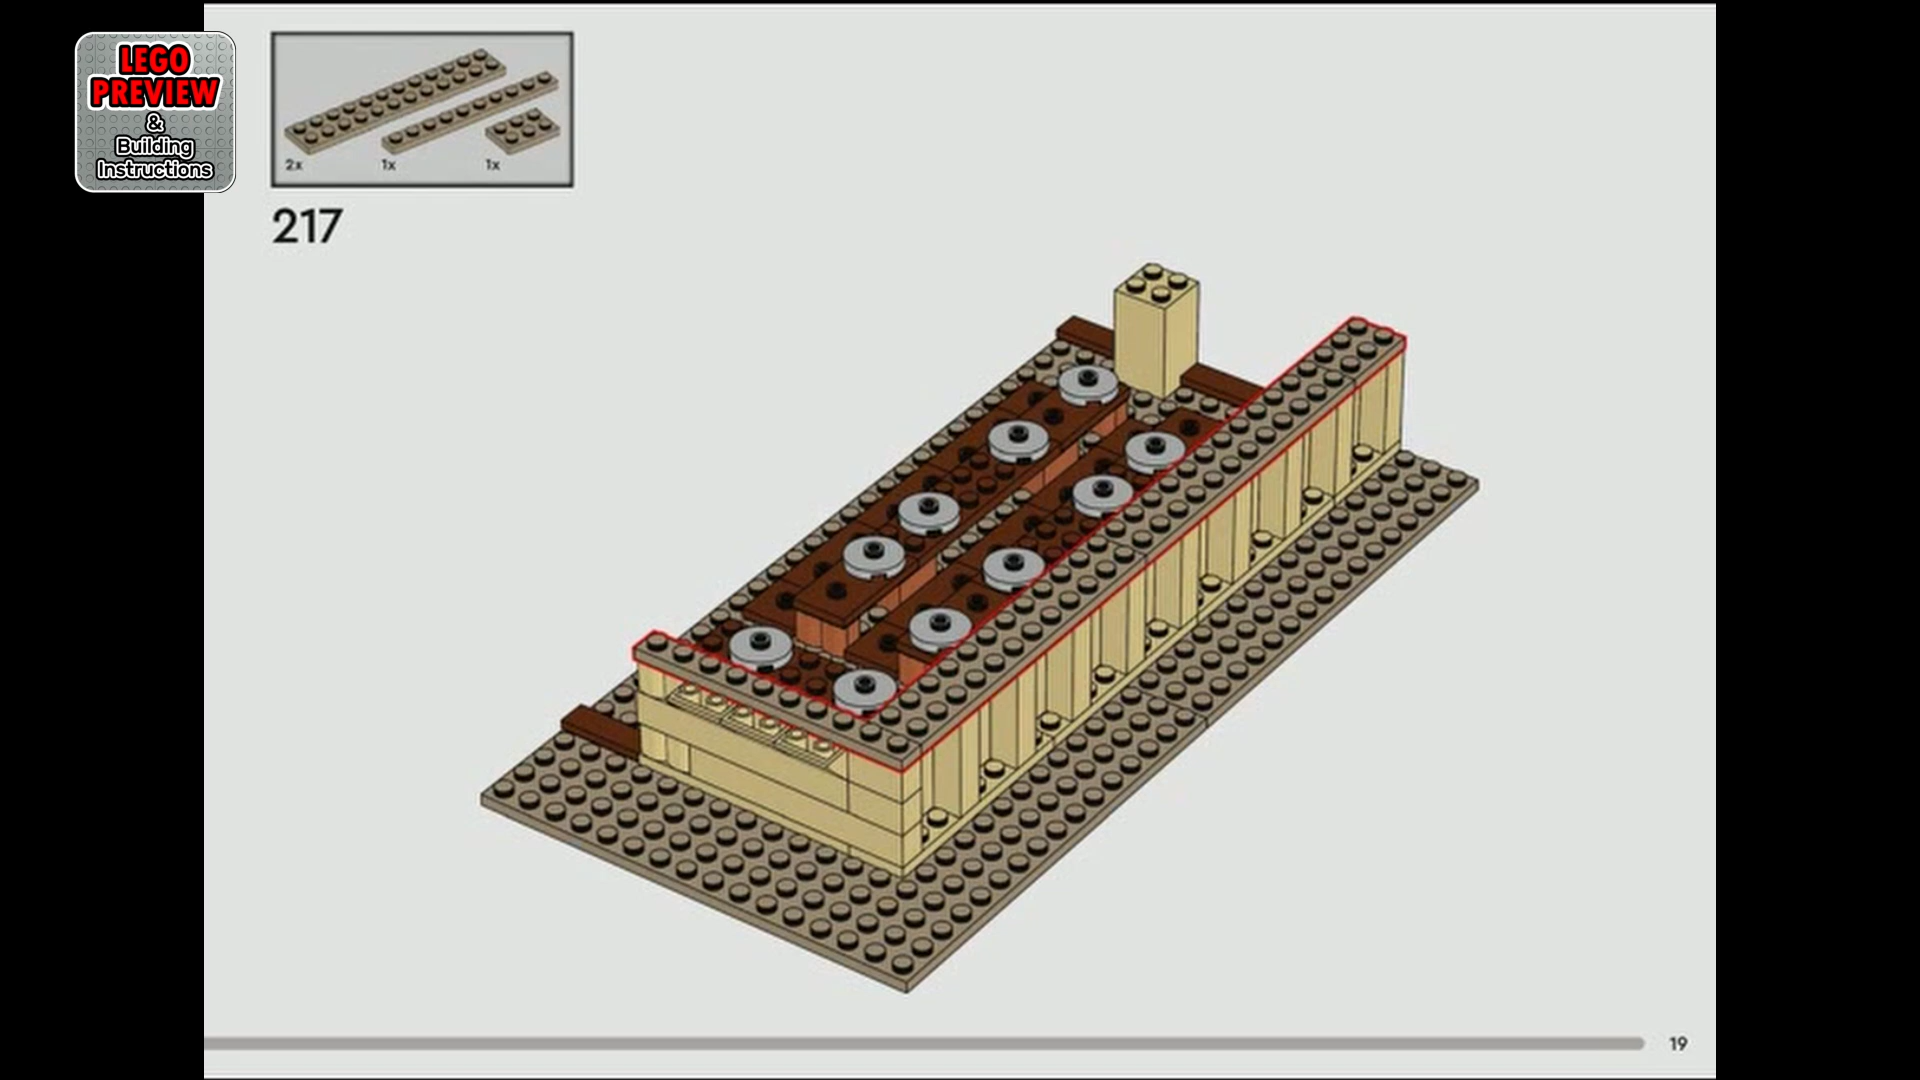 LEGO
PREVIEW
&
Building
Instructions
2x
1x
1x
217
19